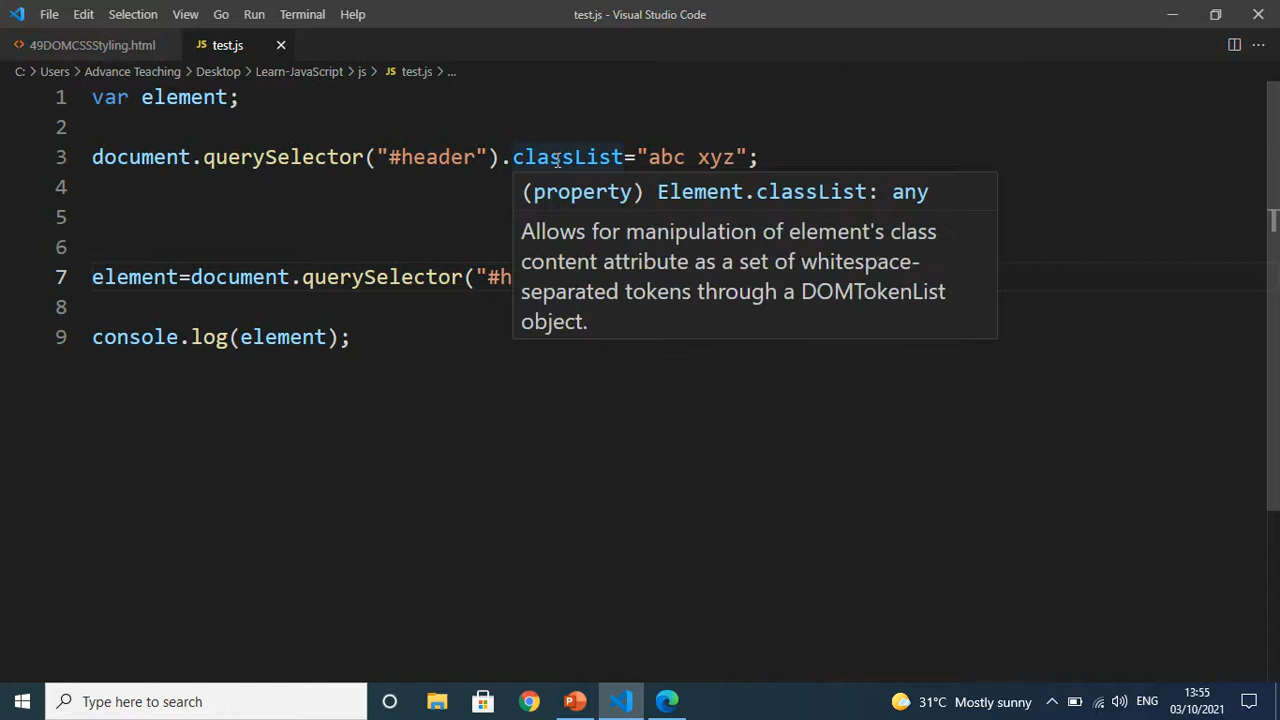 File Edit Selection View Go Run Terminal Help test.js - Visual Studio Code
49DOMCSSStyling.html test.js
C: > Users > Advance Teaching > Desktop > Learn-JavaScript > js > test.js > ...
1 var element;
2
3 document.querySelector("#header").classList="abc xyz";
4 (property) Element.classList: any
5 Allows for manipulation of element's class
6 content attribute as a set of whitespace-
7 element=document.querySelector("#h separated tokens through a DOMTokenList
8 object.
9 console.log(element);
Type here to search 31°C Mostly sunny ENG 13:55
03/10/2021